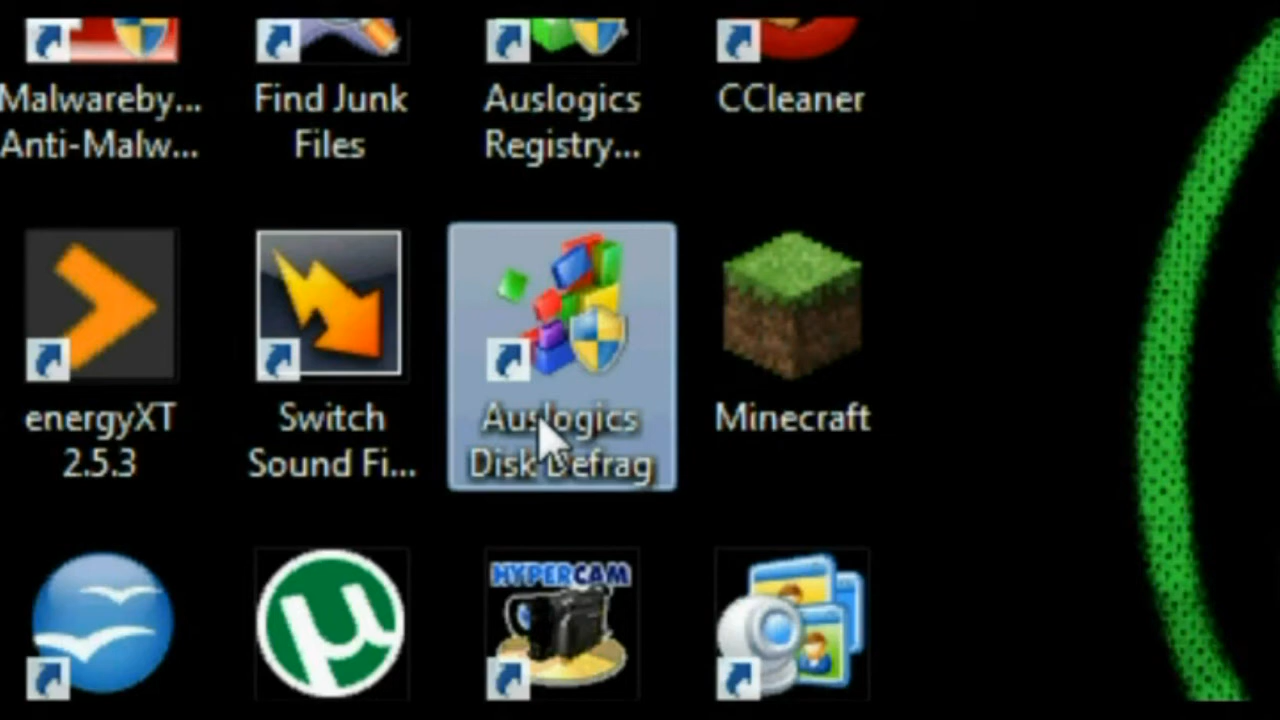 Malwareby...
Anti-Malw...
Find Junk
Files
Auslogics
Registry...
CCleaner
energyXT
2.5.3
Switch
Sound Fi...
Auslogics
Disk Defrag
Minecraft
µ
HYPERCAM